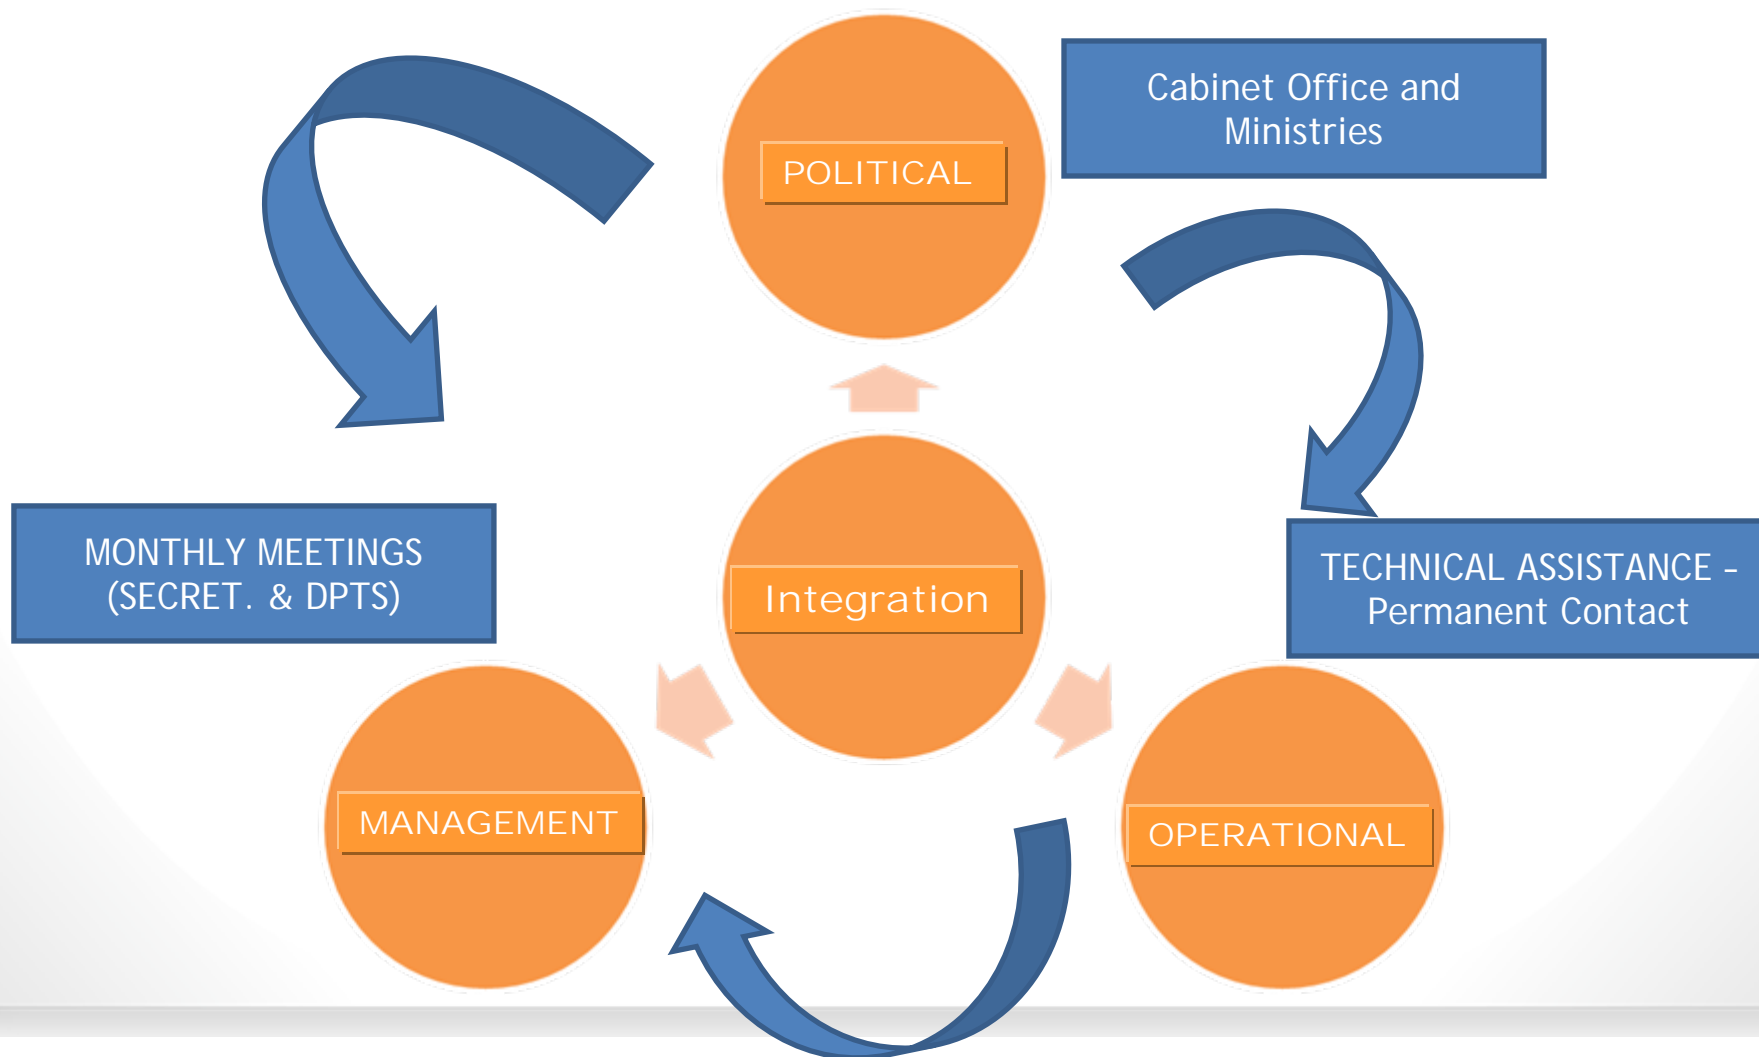 POLITICAL
Cabinet Office and
Ministries
MONTHLY MEETINGS
(SECRET. & DPTS)
Integration
TECHNICAL ASSISTANCE –
Permanent Contact
MANAGEMENT
OPERATIONAL